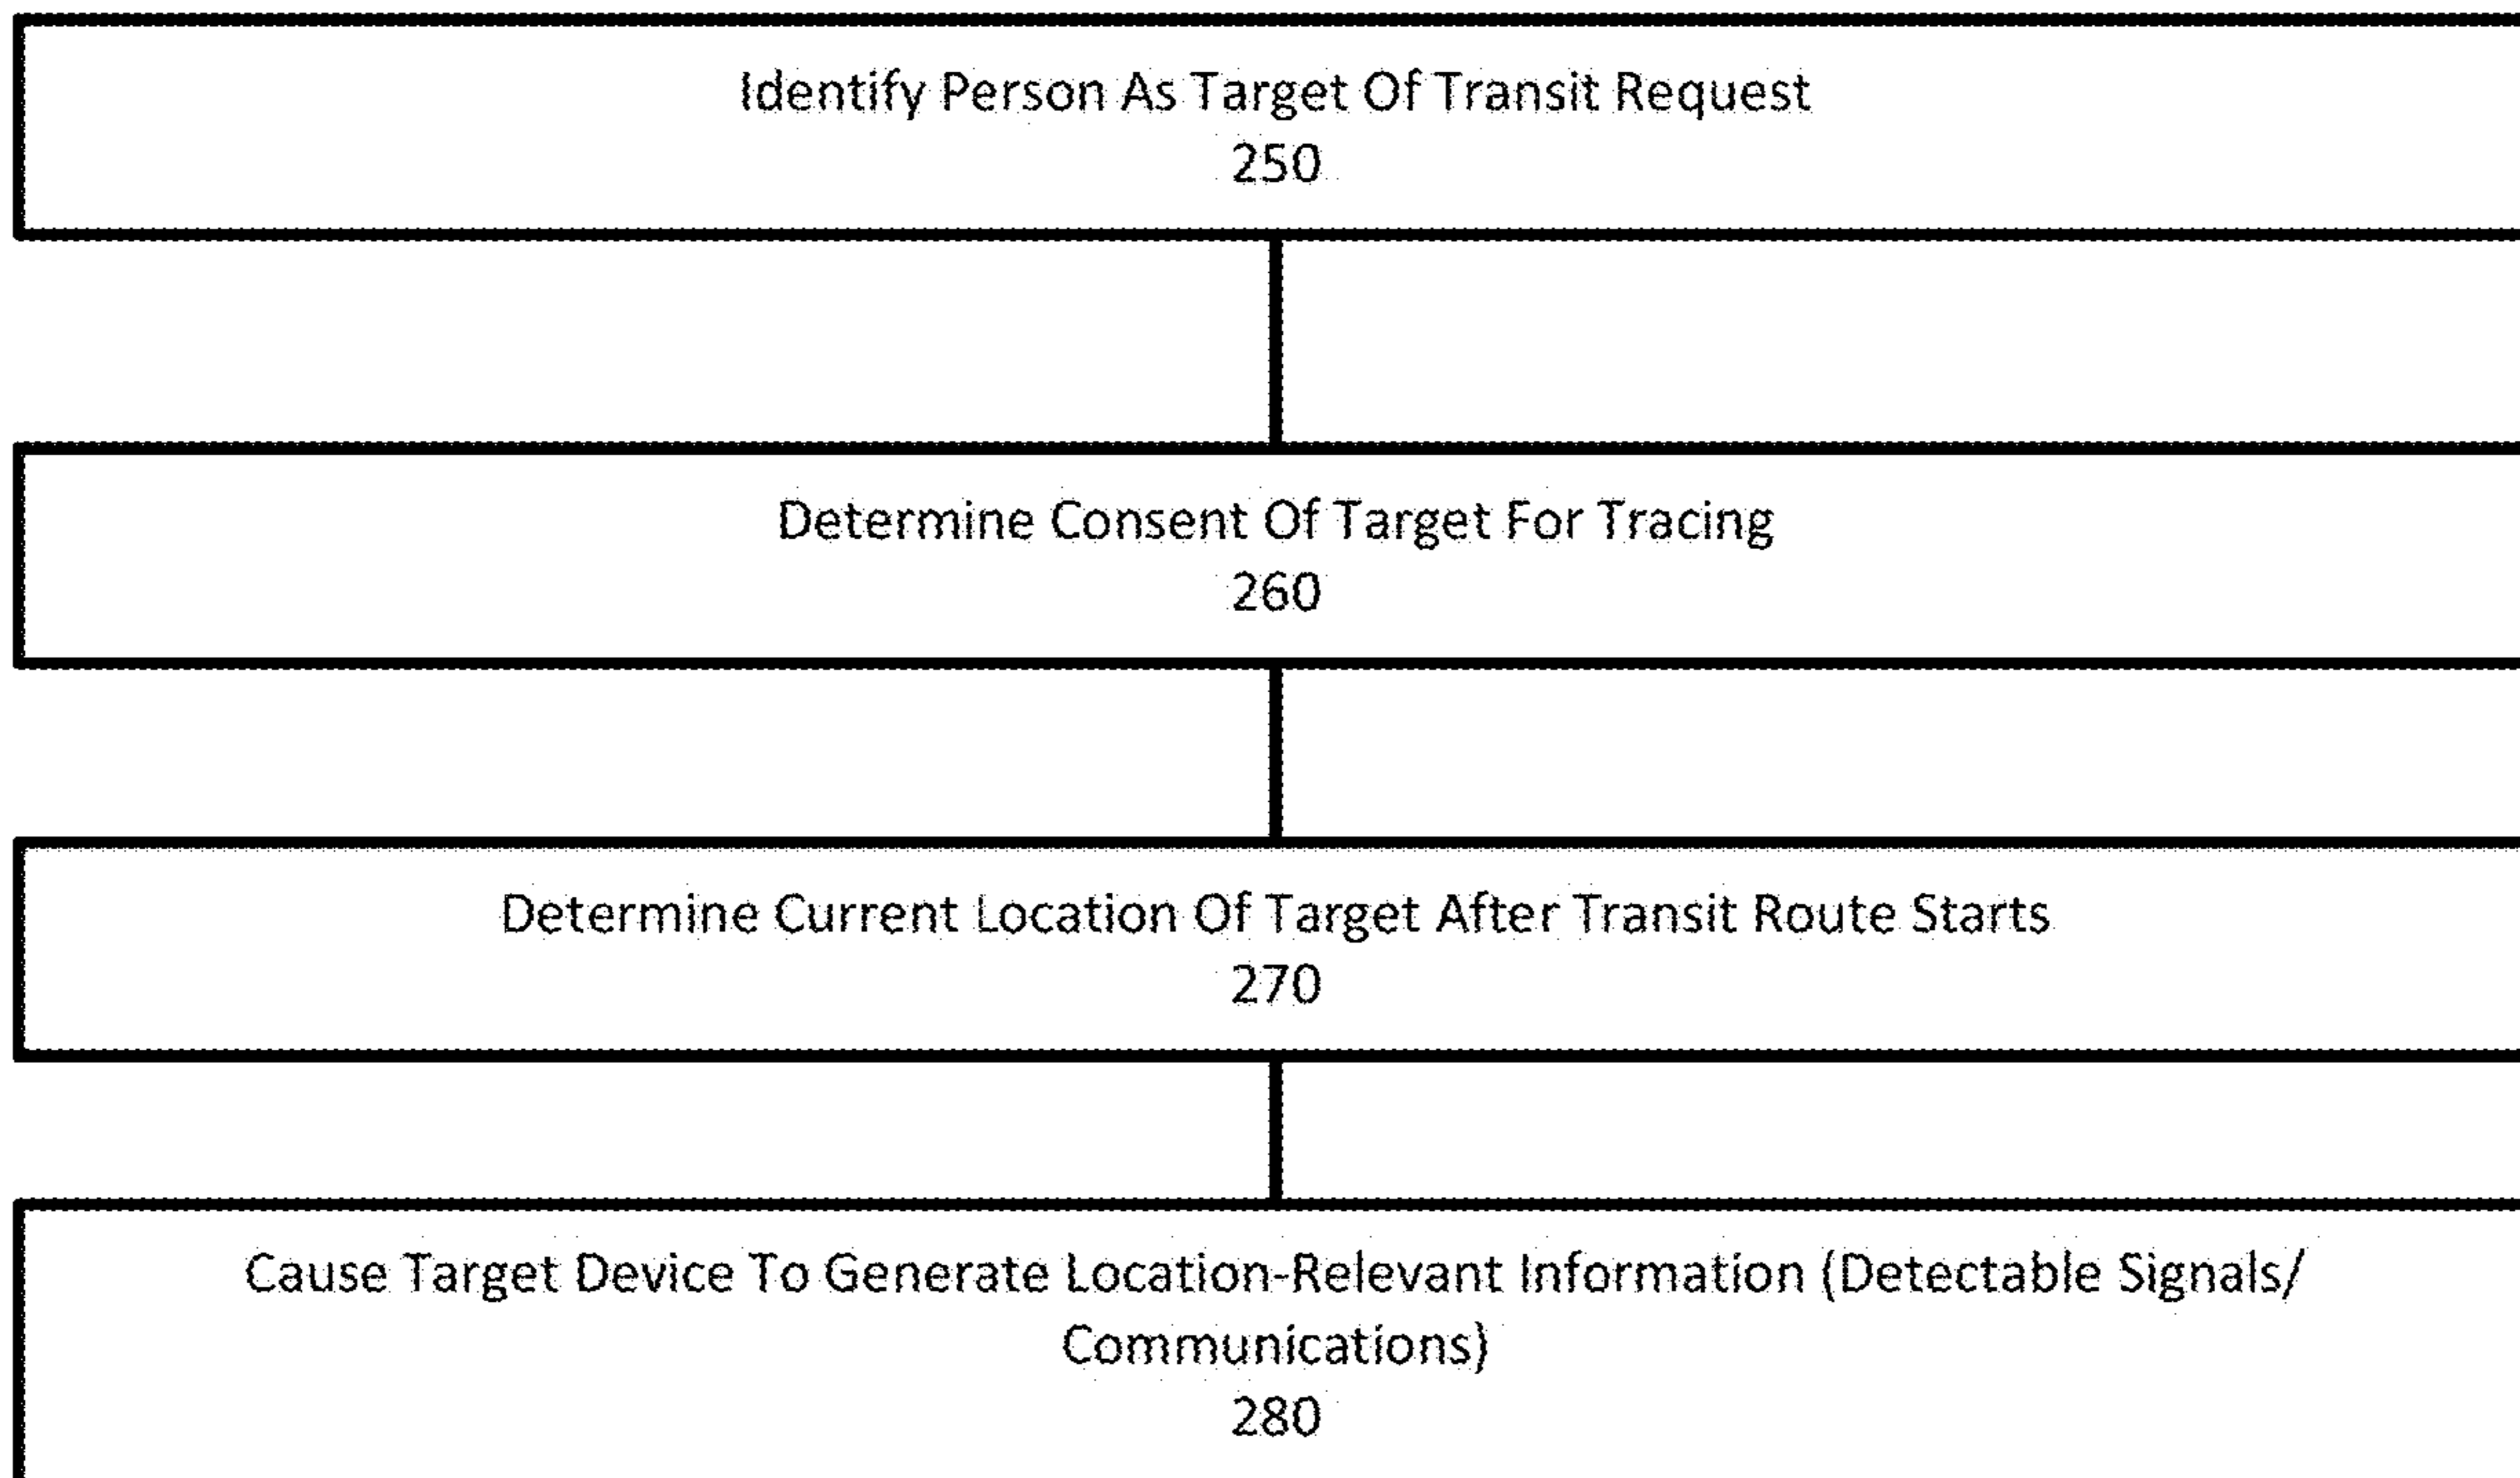 Identify Person As Target Of Transit Request
250
Determine Consent Of Target For Tracing
260
Determine Current Location Of Target After Transit Route Starts
270
Cause Target Device To Generate Location-Relevant Information (Detectable Signals/
Communications)
280